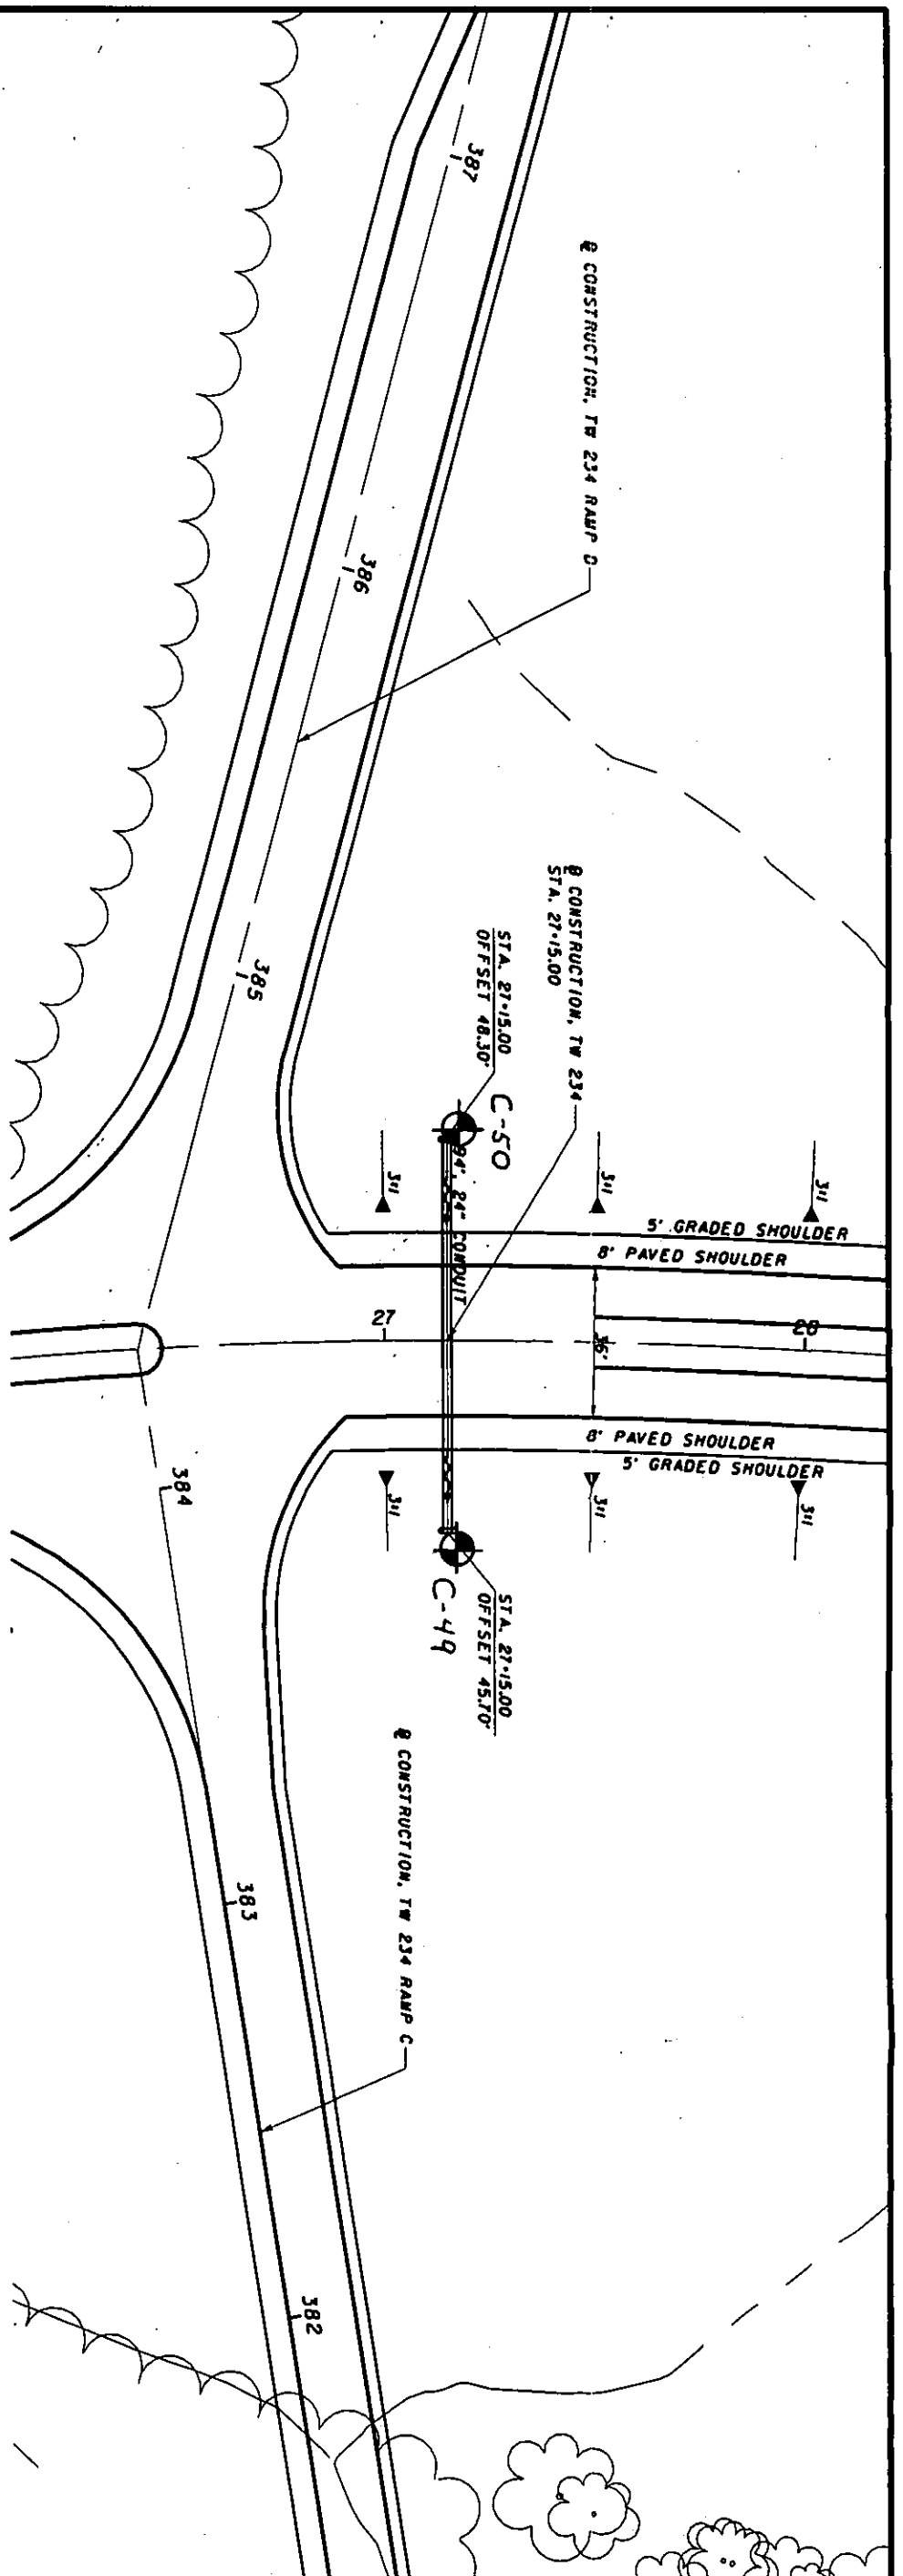 387
℄ CONSTRUCTION, TW 234 RAMP D
386
℄ CONSTRUCTION, TW 234
STA. 27+15.00
385
STA. 27+15.00
OFFSET 48.30'
C-50
94', 24" CONDUIT
3:1
3:1
3:1
5' GRADED SHOULDER
8' PAVED SHOULDER
27
28
36'
8' PAVED SHOULDER
5' GRADED SHOULDER
3:1
3:1
3:1
384
C-49
STA. 27+15.00
OFFSET 45.70'
℄ CONSTRUCTION, TW 234 RAMP C
383
382